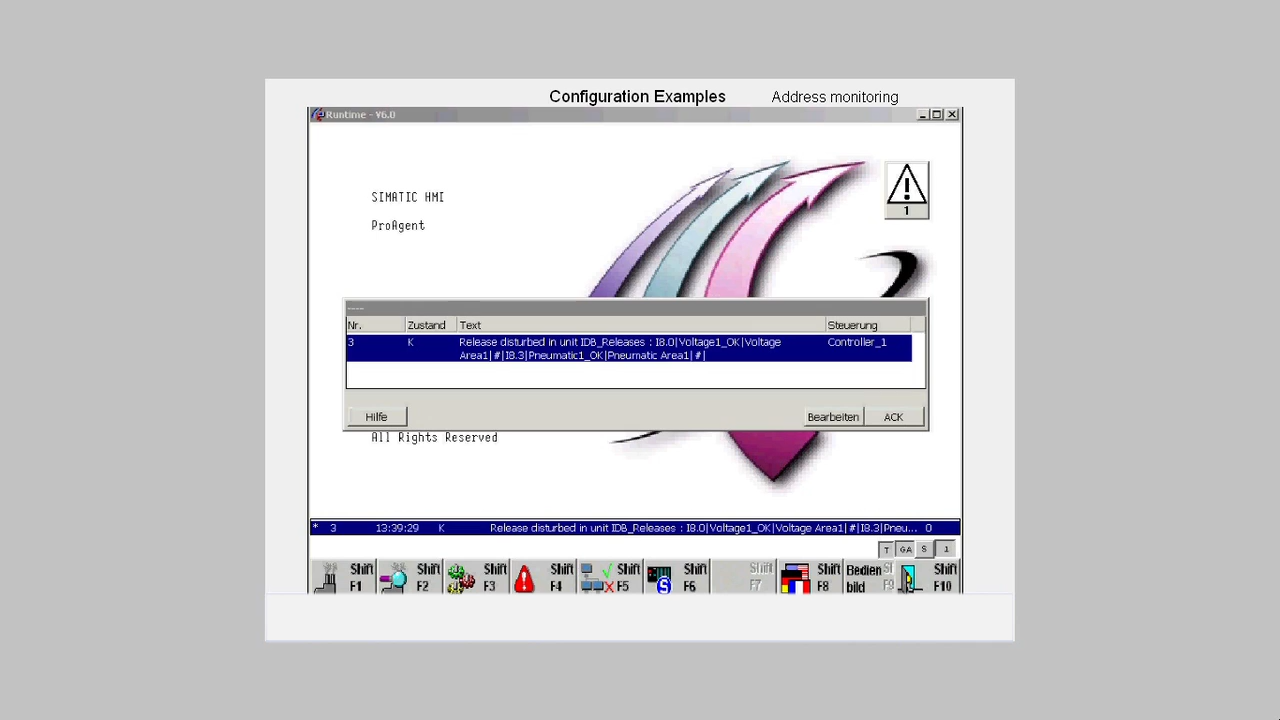 Configuration Examples Address monitoring
Runtime - V6.0
SIMATIC HMI
ProAgent
1
----
Nr. Zustand Text Steuerung
3 K Release disturbed in unit IDB_Releases : I8.0|Voltage1_OK|Voltage Controller_1
Area1|#|I8.3|Pneumatic1_OK|Pneumatic Area1|#|
Hilfe Bearbeiten ACK
All Rights Reserved
* 3 13:39:29 K Release disturbed in unit IDB_Releases : I8.0|Voltage1_OK|Voltage Area1|#|I8.3|Pneu... 0
T GA S 1
Shift Shift Shift Shift Shift Shift Shift Shift Bedien Sf Shift
F1 F2 F3 F4 F5 F6 F7 F8 bild F9 F10